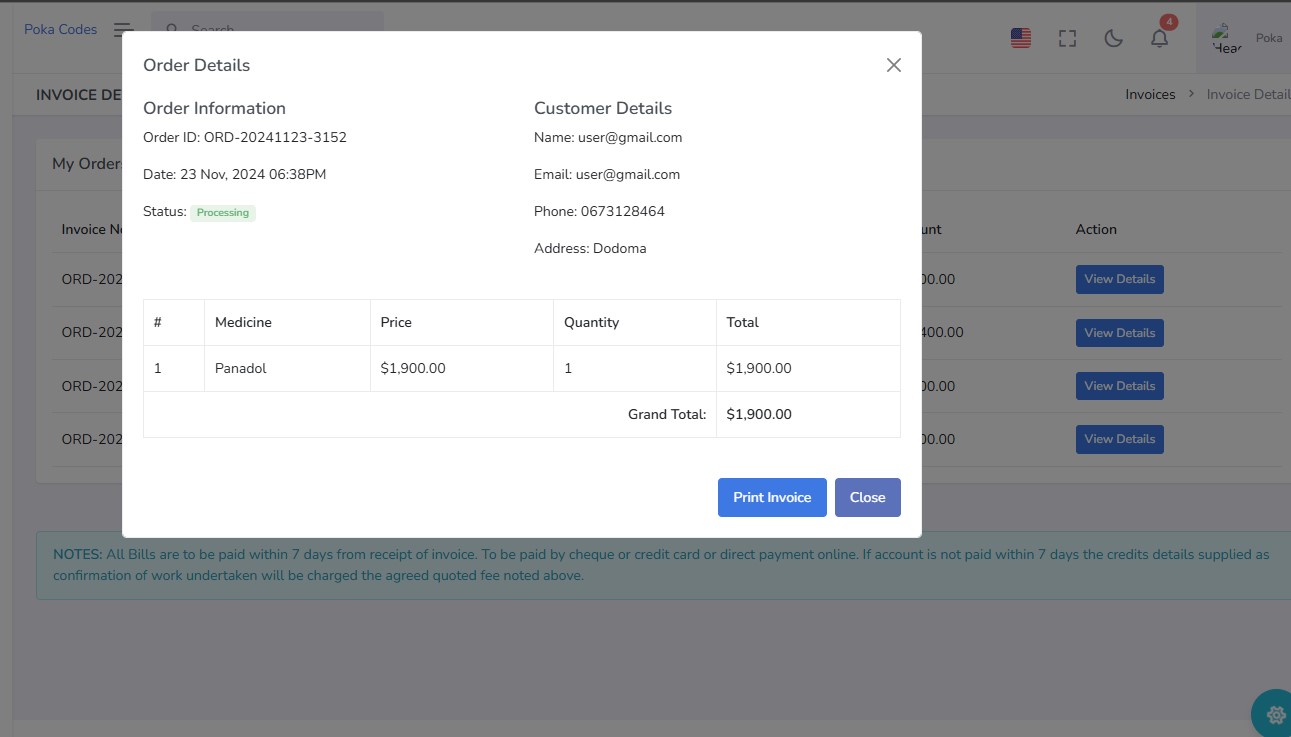 Poka Codes
Search
4
Poka
INVOICE DE
Invoices > Invoice Detail
My Order
Order Details
Order Information
Order ID: ORD-20241123-3152
Date: 23 Nov, 2024 06:38PM
Status: Processing
Customer Details
Name: user@gmail.com
Email: user@gmail.com
Phone: 0673128464
Address: Dodoma
# Medicine Price Quantity Total
1 Panadol $1,900.00 1 $1,900.00
Grand Total: $1,900.00
Print Invoice Close
Invoice N unt Action
ORD-202 00.00 View Details
ORD-202 400.00 View Details
ORD-202 00.00 View Details
ORD-202 00.00 View Details
NOTES: All Bills are to be paid within 7 days from receipt of invoice. To be paid by cheque or credit card or direct payment online. If account is not paid within 7 days the credits details supplied as
confirmation of work undertaken will be charged the agreed quoted fee noted above.